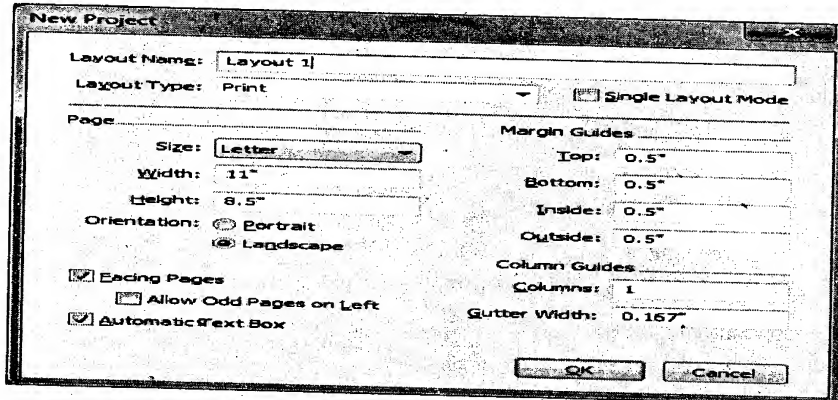 New Project
Layout Name: Layout 1
Layout Type: Print
Single Layout Mode
Page
Size: Letter
Width: 11"
Height: 8.5"
Orientation: Portrait
Landscape
Facing Pages
Allow Odd Pages on Left
Automatic Text Box
Margin Guides
Top: 0.5"
Bottom: 0.5"
Inside: 0.5"
Outside: 0.5"
Column Guides
Columns: 1
Gutter Width: 0.167"
OK
Cancel